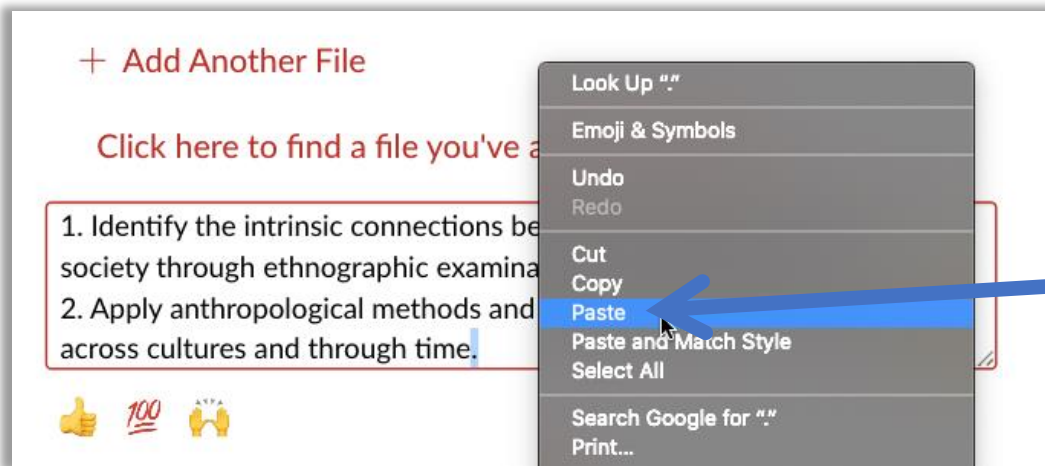 + Add Another File
Click here to find a file you've a
1. Identify the intrinsic connections be
society through ethnographic examina
2. Apply anthropological methods and
across cultures and through time.
💯
Look Up “.”
Emoji & Symbols
Undo
Redo
Cut
Copy
Paste
Paste and Match Style
Select All
Search Google for “.”
Print...